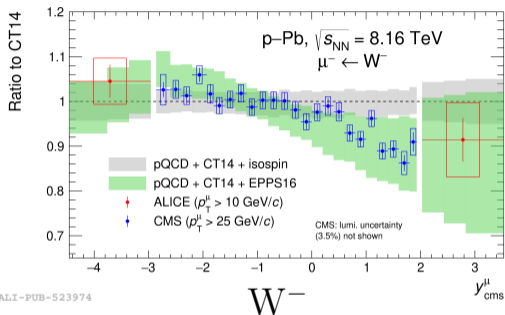 Ratio to CT14
1.2
1.1
1
0.9
0.8
0.7
p–Pb, √sNN = 8.16 TeV
μ⁻ ← W⁻
pQCD + CT14 + isospin
pQCD + CT14 + EPPS16
ALICE (pTμ > 10 GeV/c)
CMS (pTμ > 25 GeV/c)
CMS: lumi. uncertainty
(3.5%) not shown
−4 −3 −2 −1 0 1 2 3
yμcms
ALI-PUB-523974
W⁻